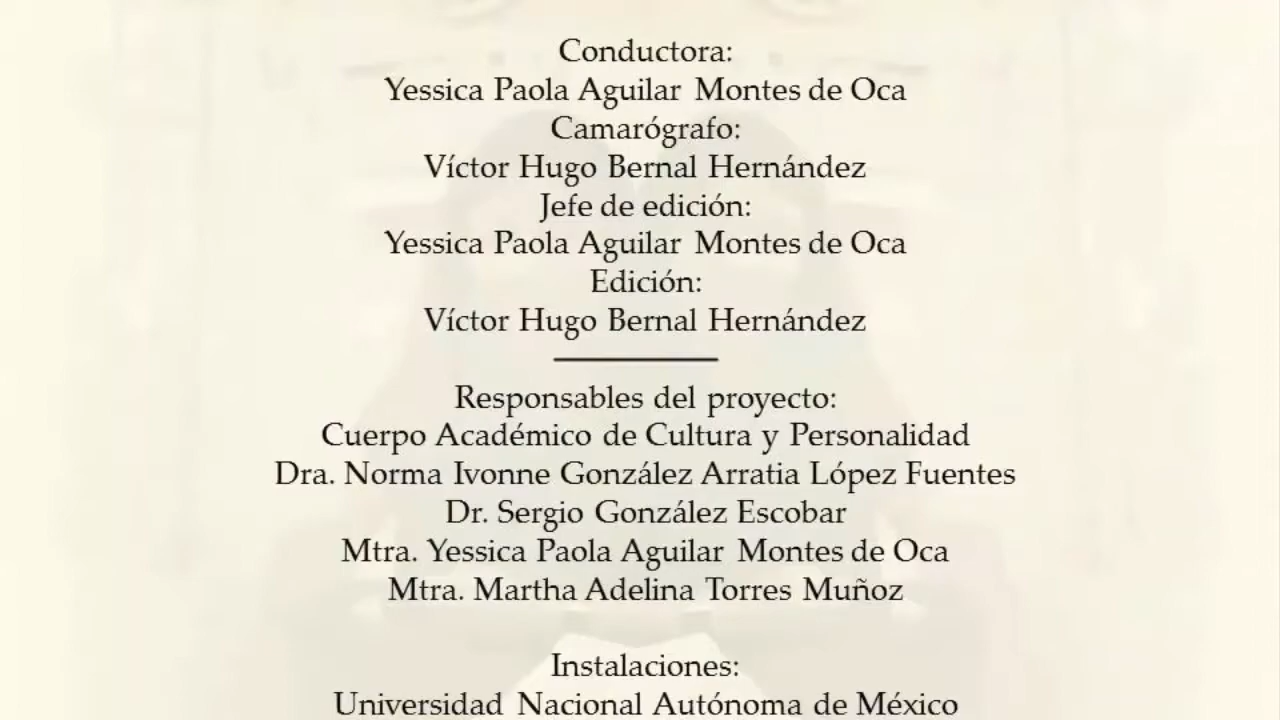 Conductora:
Yessica Paola Aguilar Montes de Oca
Camarógrafo:
Víctor Hugo Bernal Hernández
Jefe de edición:
Yessica Paola Aguilar Montes de Oca
Edición:
Víctor Hugo Bernal Hernández
Responsables del proyecto:
Cuerpo Académico de Cultura y Personalidad
Dra. Norma Ivonne González Arratia López Fuentes
Dr. Sergio González Escobar
Mtra. Yessica Paola Aguilar Montes de Oca
Mtra. Martha Adelina Torres Muñoz
Instalaciones:
Universidad Nacional Autónoma de México